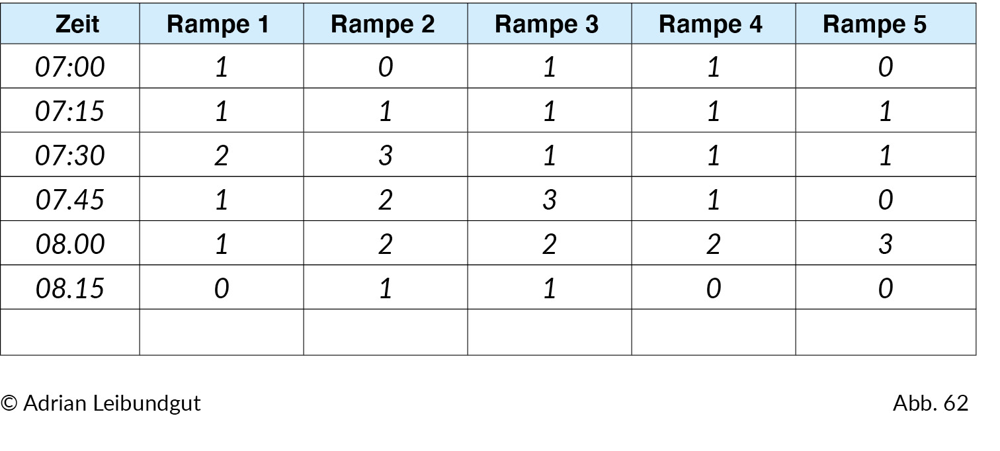 Zeit Rampe 1 Rampe 2 Rampe 3 Rampe 4 Rampe 5
07:00 1 0 1 1 0
07:15 1 1 1 1 1
07:30 2 3 1 1 1
07.45 1 2 3 1 0
08.00 1 2 2 2 3
08.15 0 1 1 0 0
© Adrian Leibundgut Abb. 62